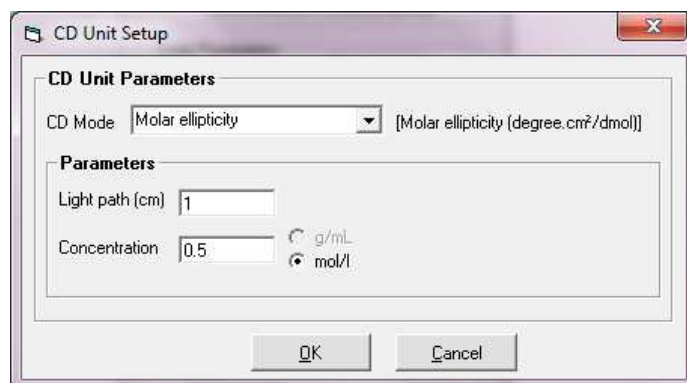 CD Unit Setup
CD Unit Parameters
CD Mode Molar ellipticity [Molar ellipticity (degree.cm²/dmol)]
Parameters
Light path (cm) 1
Concentration 0.5 g/mL
mol/l
OK Cancel